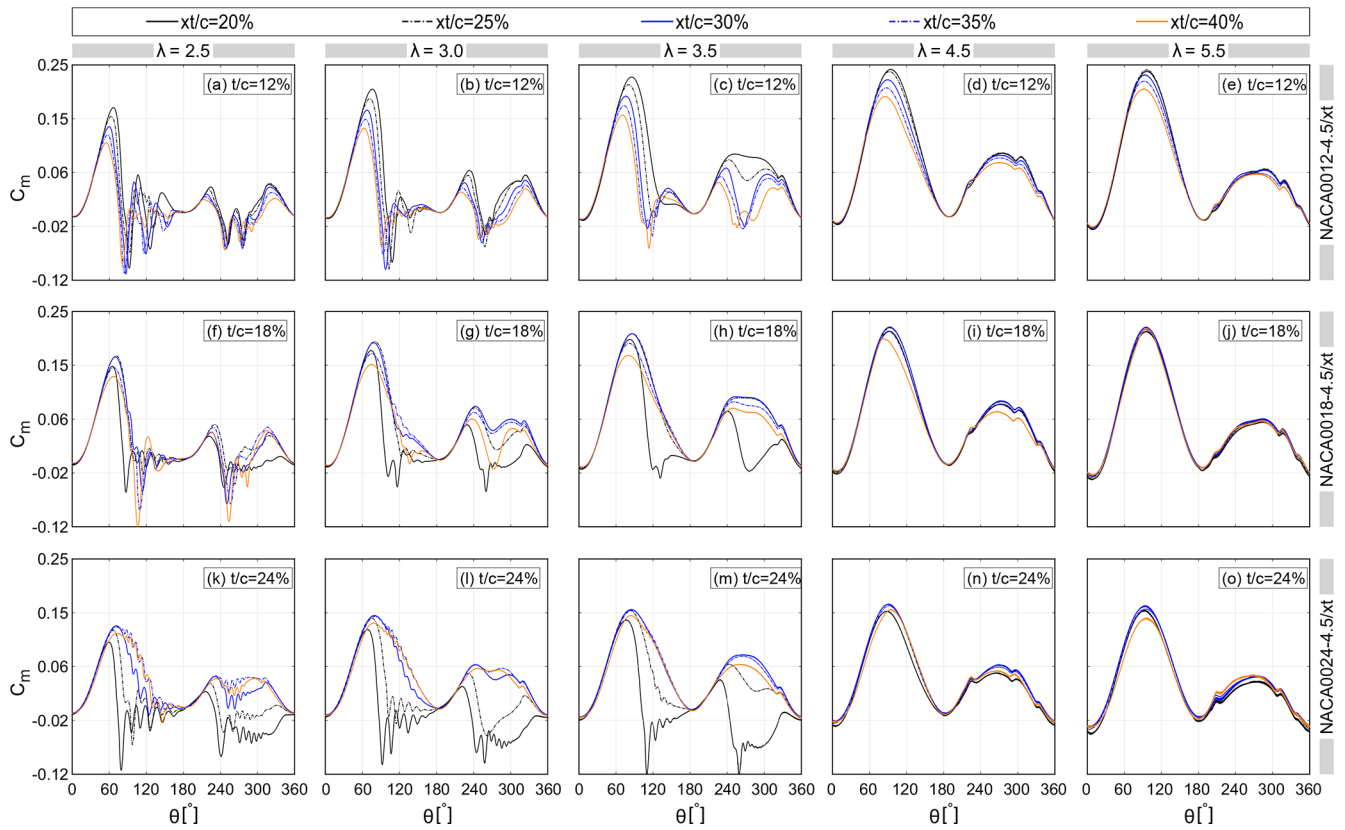 xt/c=20% xt/c=25% xt/c=30% xt/c=35% xt/c=40%
λ = 2.5 λ = 3.0 λ = 3.5 λ = 4.5 λ = 5.5
0.25 0.15 0.06 -0.02 -0.12
Cm
(a) t/c=12% (b) t/c=12% (c) t/c=12% (d) t/c=12% (e) t/c=12%
NACA0012-4.5/xt
0.25 0.15 0.06 -0.02 -0.12
Cm
(f) t/c=18% (g) t/c=18% (h) t/c=18% (i) t/c=18% (j) t/c=18%
NACA0018-4.5/xt
0.25 0.15 0.06 -0.02 -0.12
Cm
(k) t/c=24% (l) t/c=24% (m) t/c=24% (n) t/c=24% (o) t/c=24%
NACA0024-4.5/xt
0 60 120 180 240 300 360 0 60 120 180 240 300 360 0 60 120 180 240 300 360 0 60 120 180 240 300 360 0 60 120 180 240 300 360
θ[°] θ[°] θ[°] θ[°] θ[°]